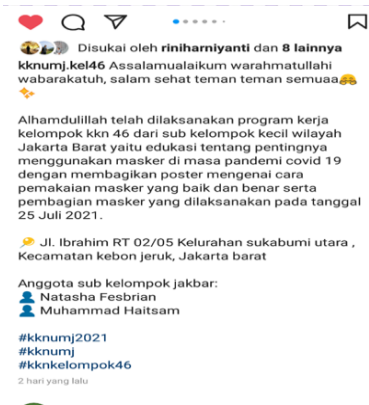 Disukai oleh riniharniyanti dan 8 lainnya
kknumj.kel46 Assalamualaikum warahmatullahi
wabarakatuh, salam sehat teman teman semuaa
Alhamdulillah telah dilaksanakan program kerja
kelompok kkn 46 dari sub kelompok kecil wilayah
Jakarta Barat yaitu edukasi tentang pentingnya
menggunakan masker di masa pandemi covid 19
dengan membagikan poster mengenai cara
pemakaian masker yang baik dan benar serta
pembagian masker yang dilaksanakan pada tanggal
25 Juli 2021.
Jl. Ibrahim RT 02/05 Kelurahan sukabumi utara ,
Kecamatan kebon jeruk, Jakarta barat
Anggota sub kelompok jakbar:
Natasha Fesbrian
Muhammad Haitsam
#kknumj2021
#kknumj
#kknkelompok46
2 hari yang lalu